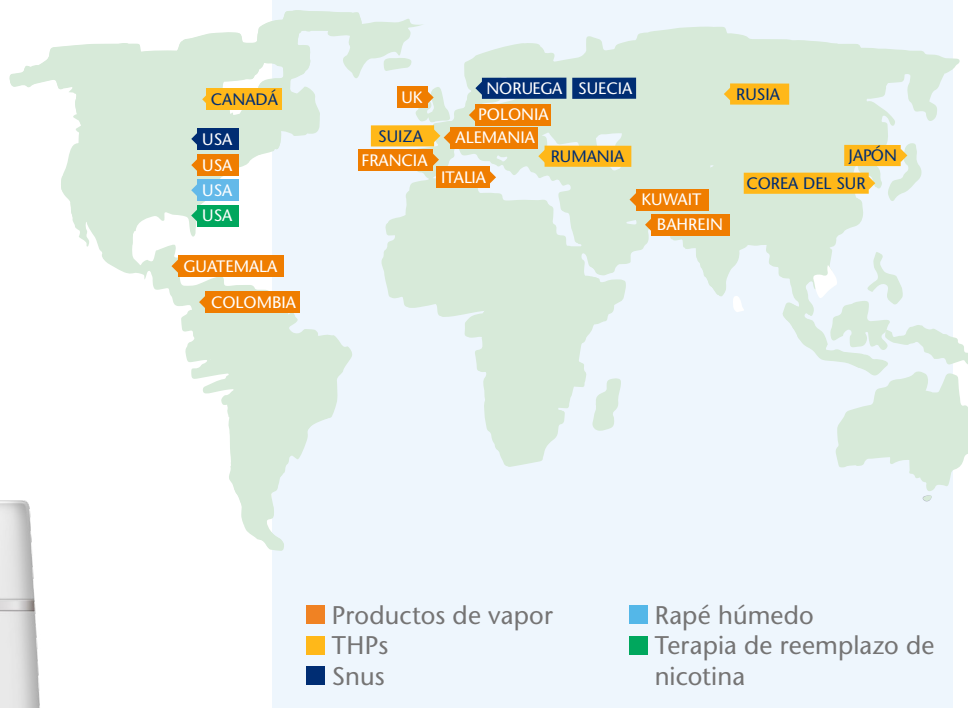 NORUEGA
SUECIA
CANADÁ
UK
RUSIA
POLONIA
USA
SUIZA
ALEMANIA
FRANCIA
RUMANIA
JAPÓN
USA
ITALIA
COREA DEL SUR
USA
KUWAIT
USA
BAHREIN
GUATEMALA
COLOMBIA
Productos de vapor
THPs
Snus
Rapé húmedo
Terapia de reemplazo de
nicotina